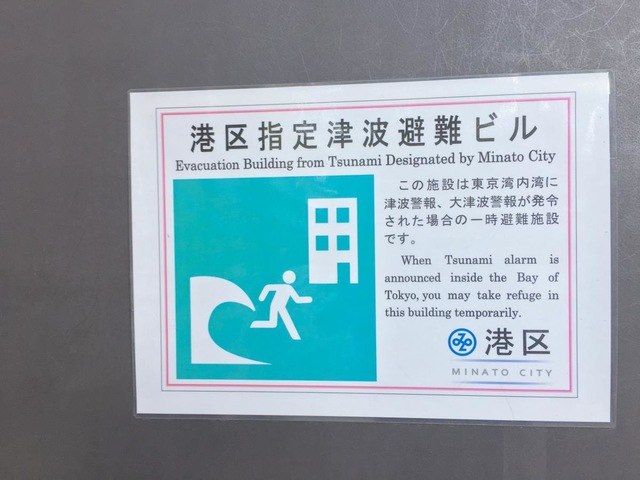 港区指定津波避難ビル
Evacuation Building from Tsunami Designated by Minato City
この施設は東京湾内湾に
津波警報、大津波警報が発令
された場合の一時避難施設
です。
When Tsunami alarm is
announced inside the Bay of
Tokyo, you may take refuge in
this building temporarily.
港区
MINATO CITY